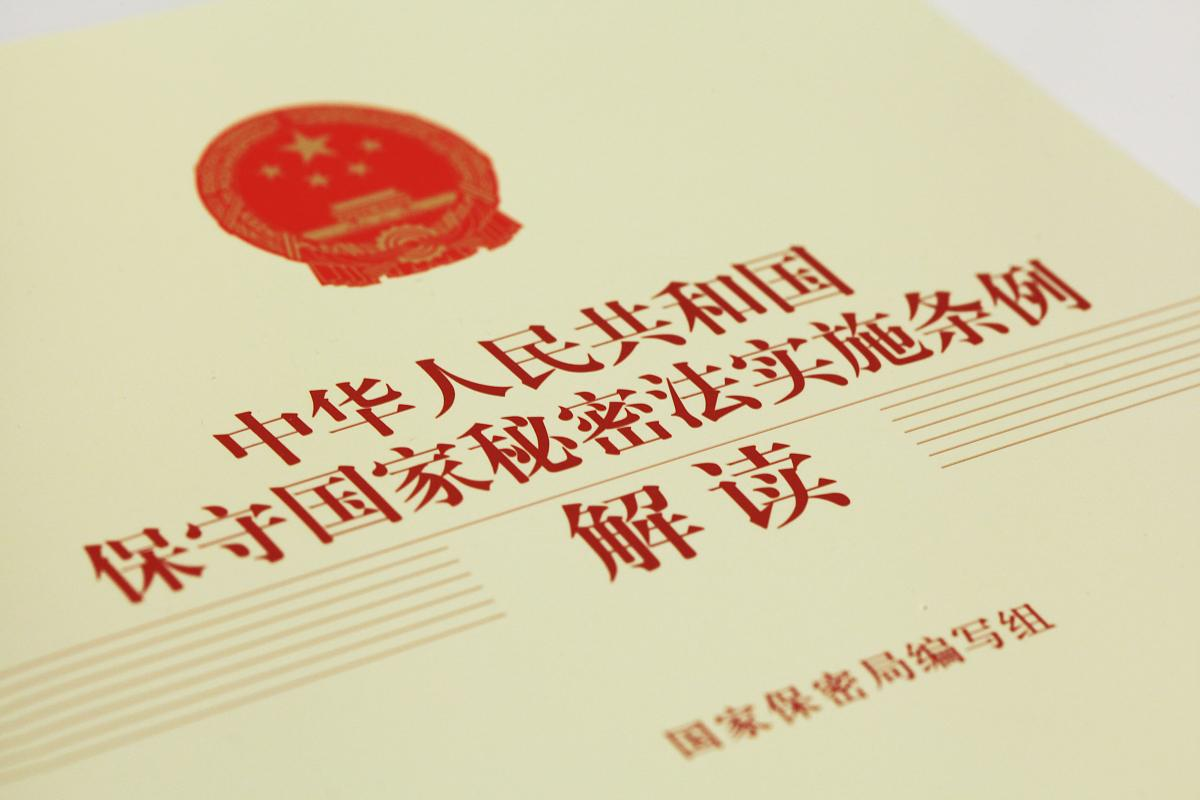 中华人民共和国
保守国家秘密法实施条例
解读
国家保密局编写组